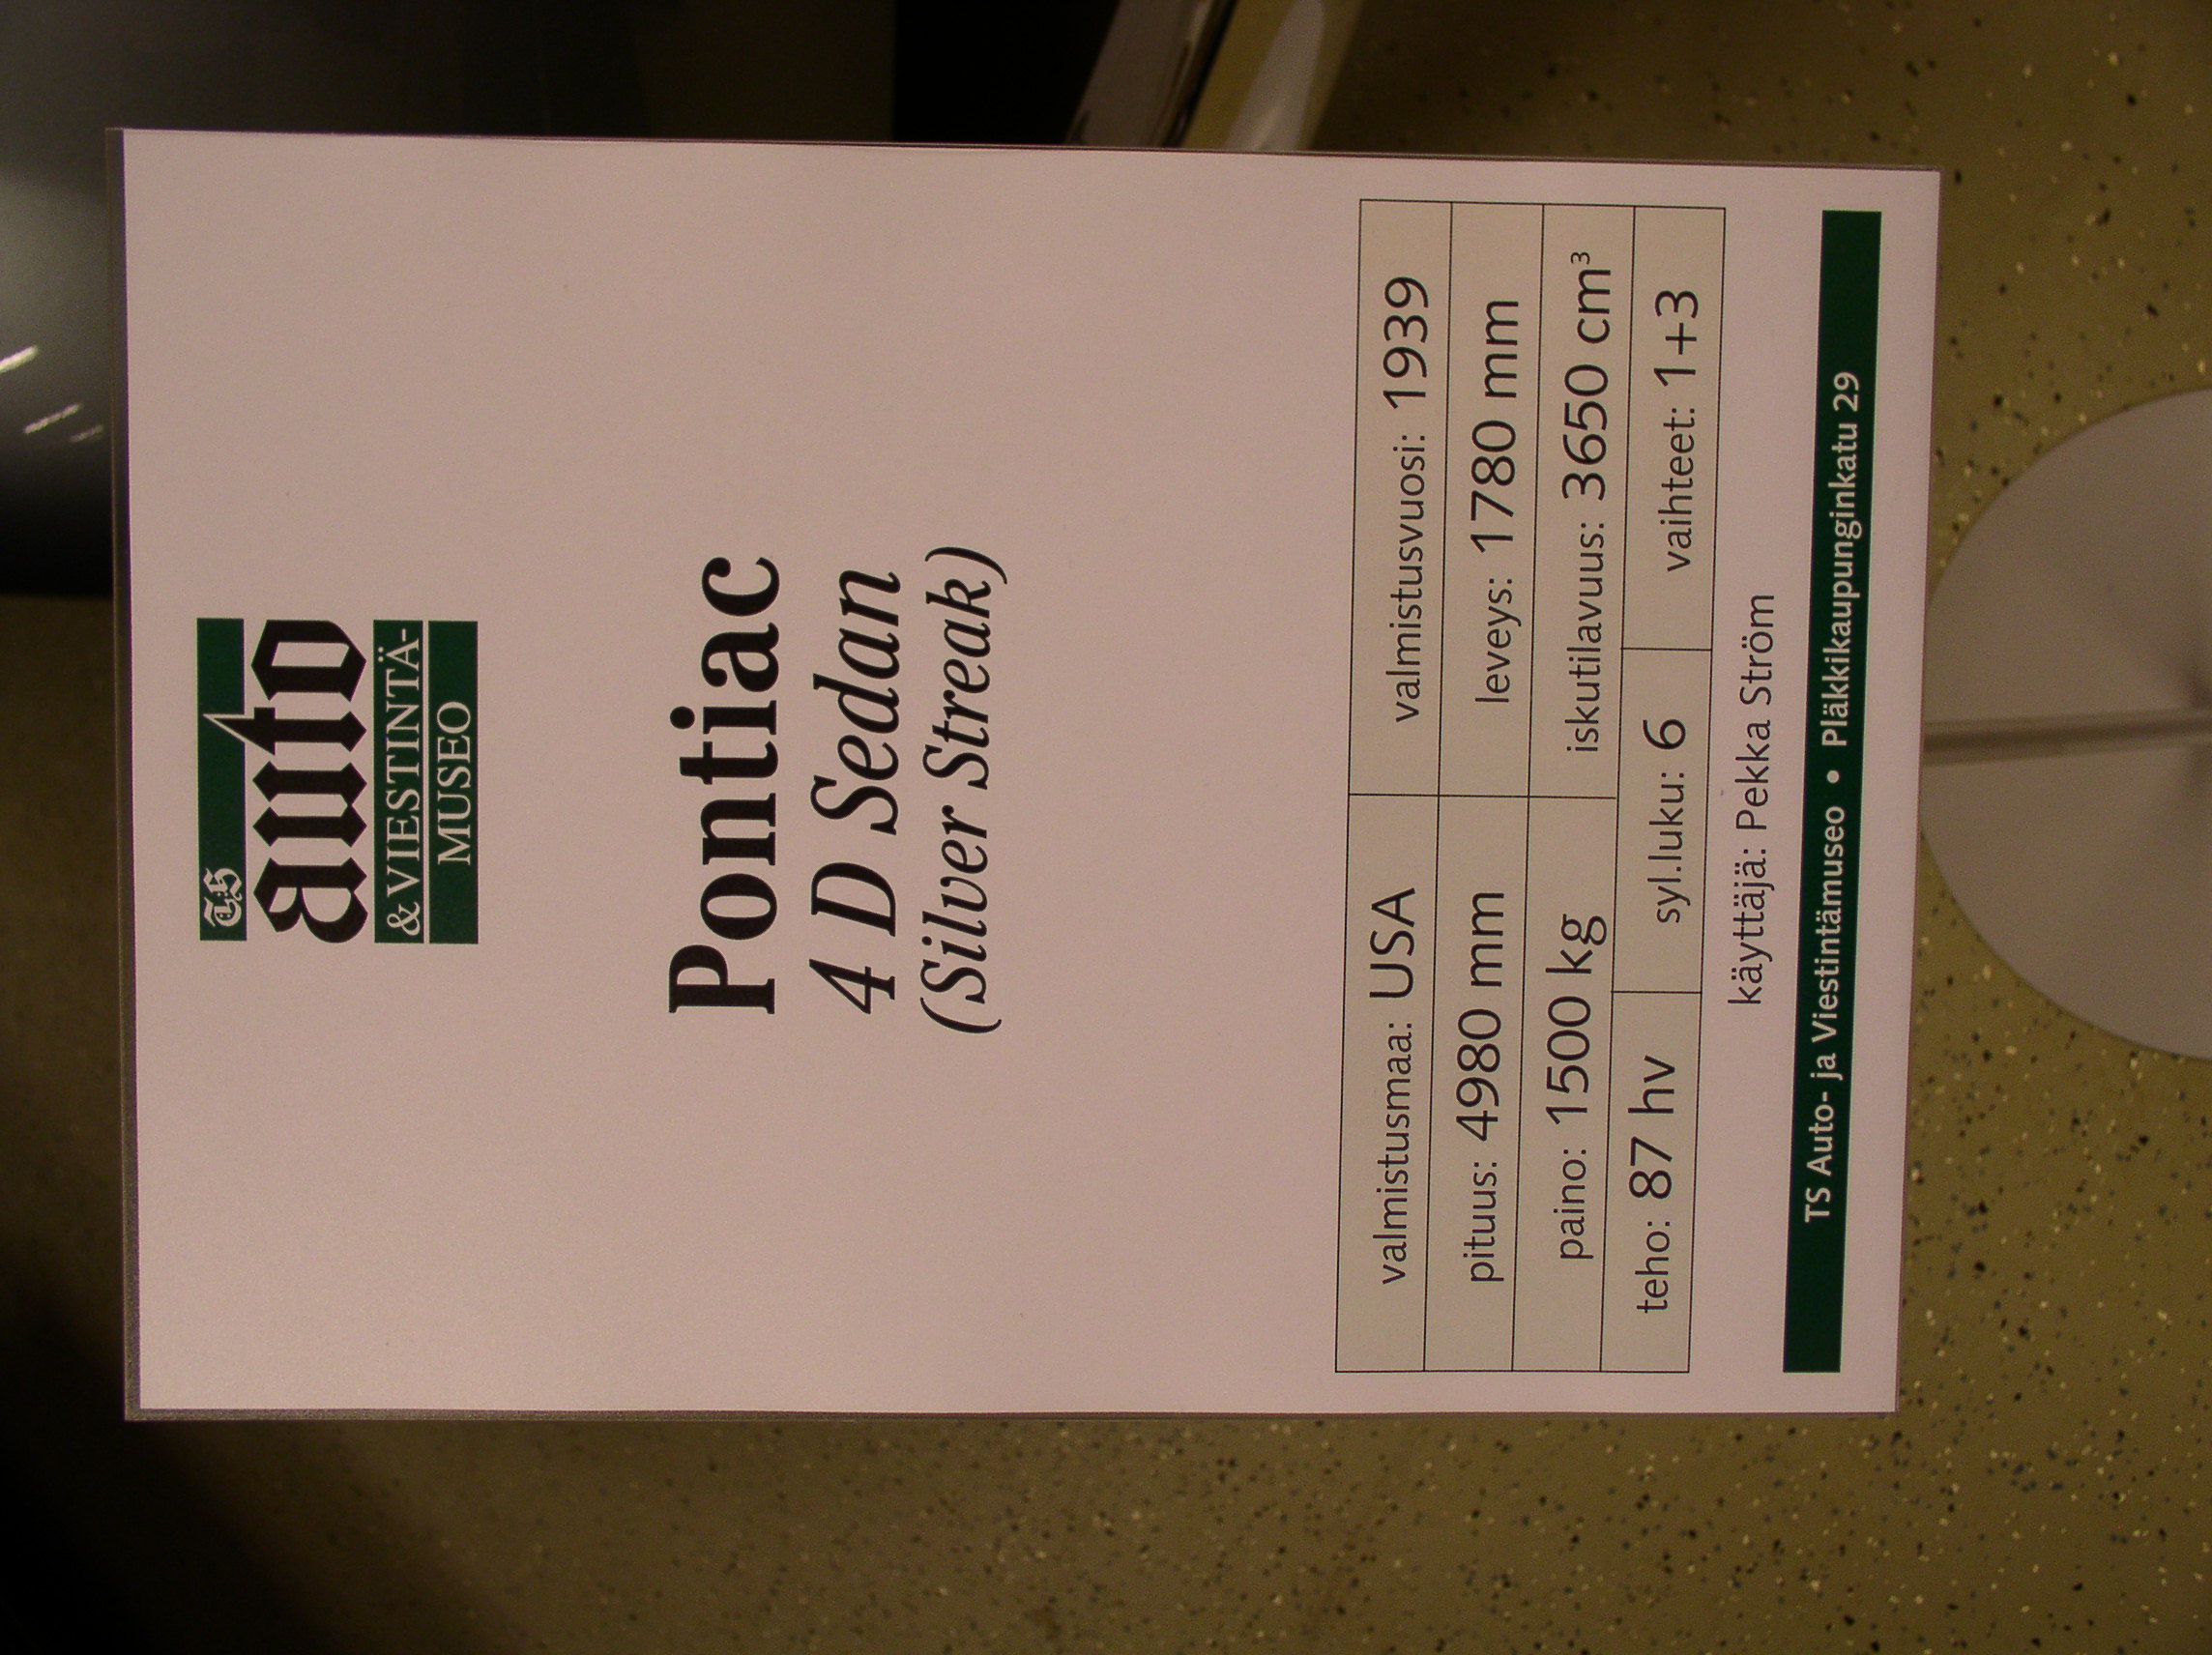 TS
auto
& VIESTINTÄ-
MUSEO
Pontiac
4 D Sedan
(Silver Streak)
valmistusmaa: USA valmistusvuosi: 1939
pituus: 4980 mm leveys: 1780 mm
paino: 1500 kg iskutilavuus: 3650 cm³
teho: 87 hv syl.luku: 6 vaihteet: 1+3
käyttäjä: Pekka Ström
TS Auto- ja Viestintämuseo • Pläkkikaupunginkatu 29